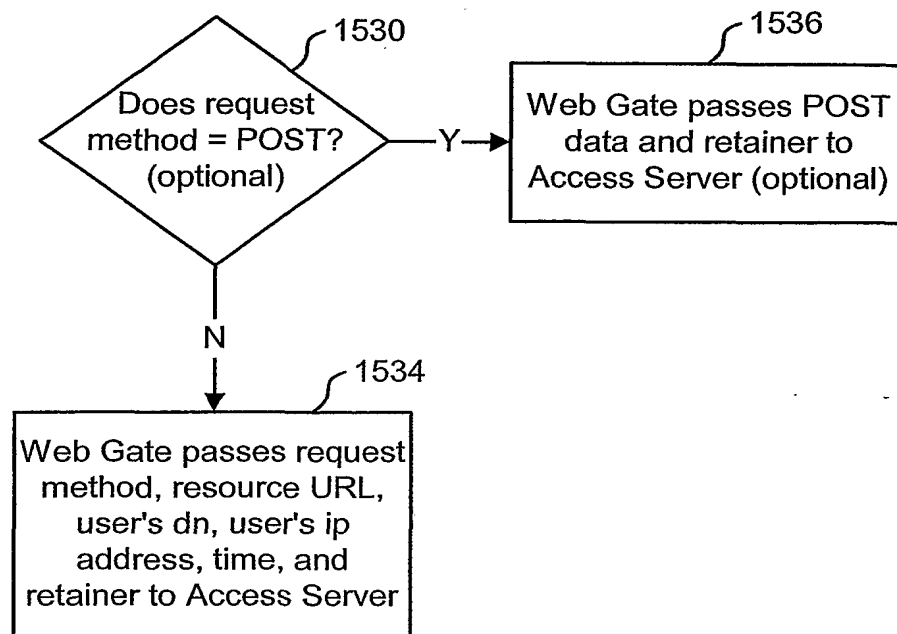 1530
Does request
method = POST?
(optional)
Y
1536
Web Gate passes POST
data and retainer to
Access Server (optional)
N
1534
Web Gate passes request
method, resource URL,
user's dn, user's ip
address, time, and
retainer to Access Server